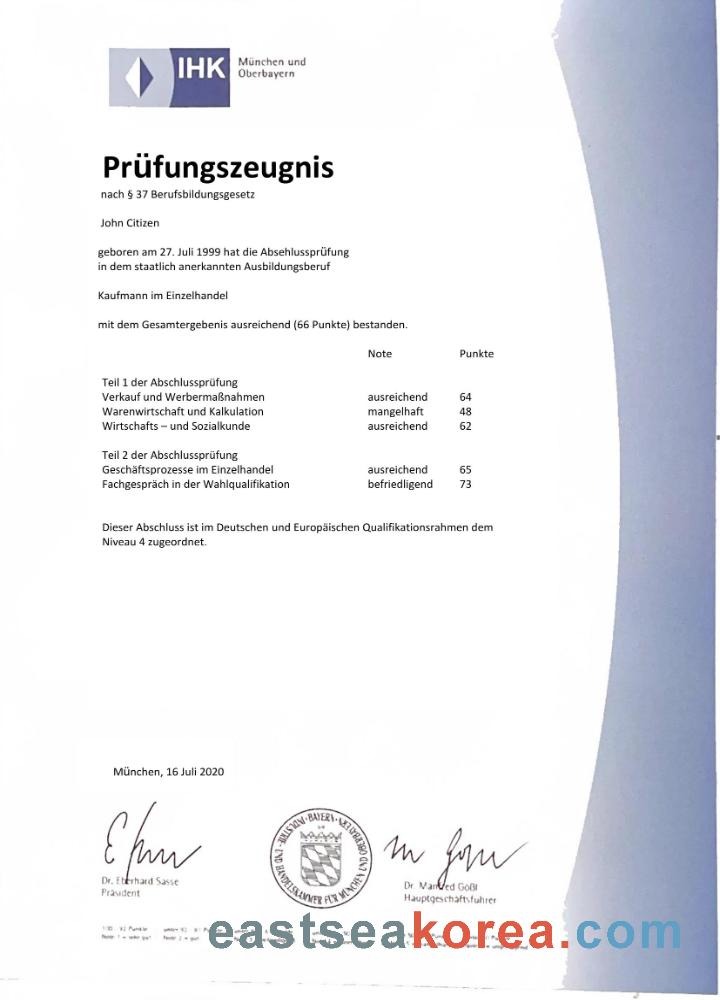 IHK
München und
Oberbayern
Prüfungszeugnis
nach § 37 Berufsbildungsgesetz
John Citizen
geboren am 27. Juli 1999 hat die Absehlussprüfung
in dem staatlich anerkannten Ausbildungsberuf
Kaufmann im Einzelhandel
mit dem Gesamtergebenis ausreichend (66 Punkte) bestanden.
Note Punkte
Teil 1 der Abschlussprüfung
Verkauf und Werbermaßnahmen ausreichend 64
Warenwirtschaft und Kalkulation mangelhaft 48
Wirtschafts – und Sozialkunde ausreichend 62
Teil 2 der Abschlussprüfung
Geschäftsprozesse im Einzelhandel ausreichend 65
Fachgespräch in der Wahlqualifikation befriedigend 73
Dieser Abschluss ist im Deutschen und Europäischen Qualifikationsrahmen dem
Niveau 4 zugeordnet.
München, 16 Juli 2020
INDUSTRIE- UND HANDELSKAMMER FÜR MÜNCHEN UND OBERBAYERN · BAYERN ·
Dr. Eberhard Sasse
Präsident
Dr. Manfred Gößl
Hauptgeschäftsführer
eastseakorea.com